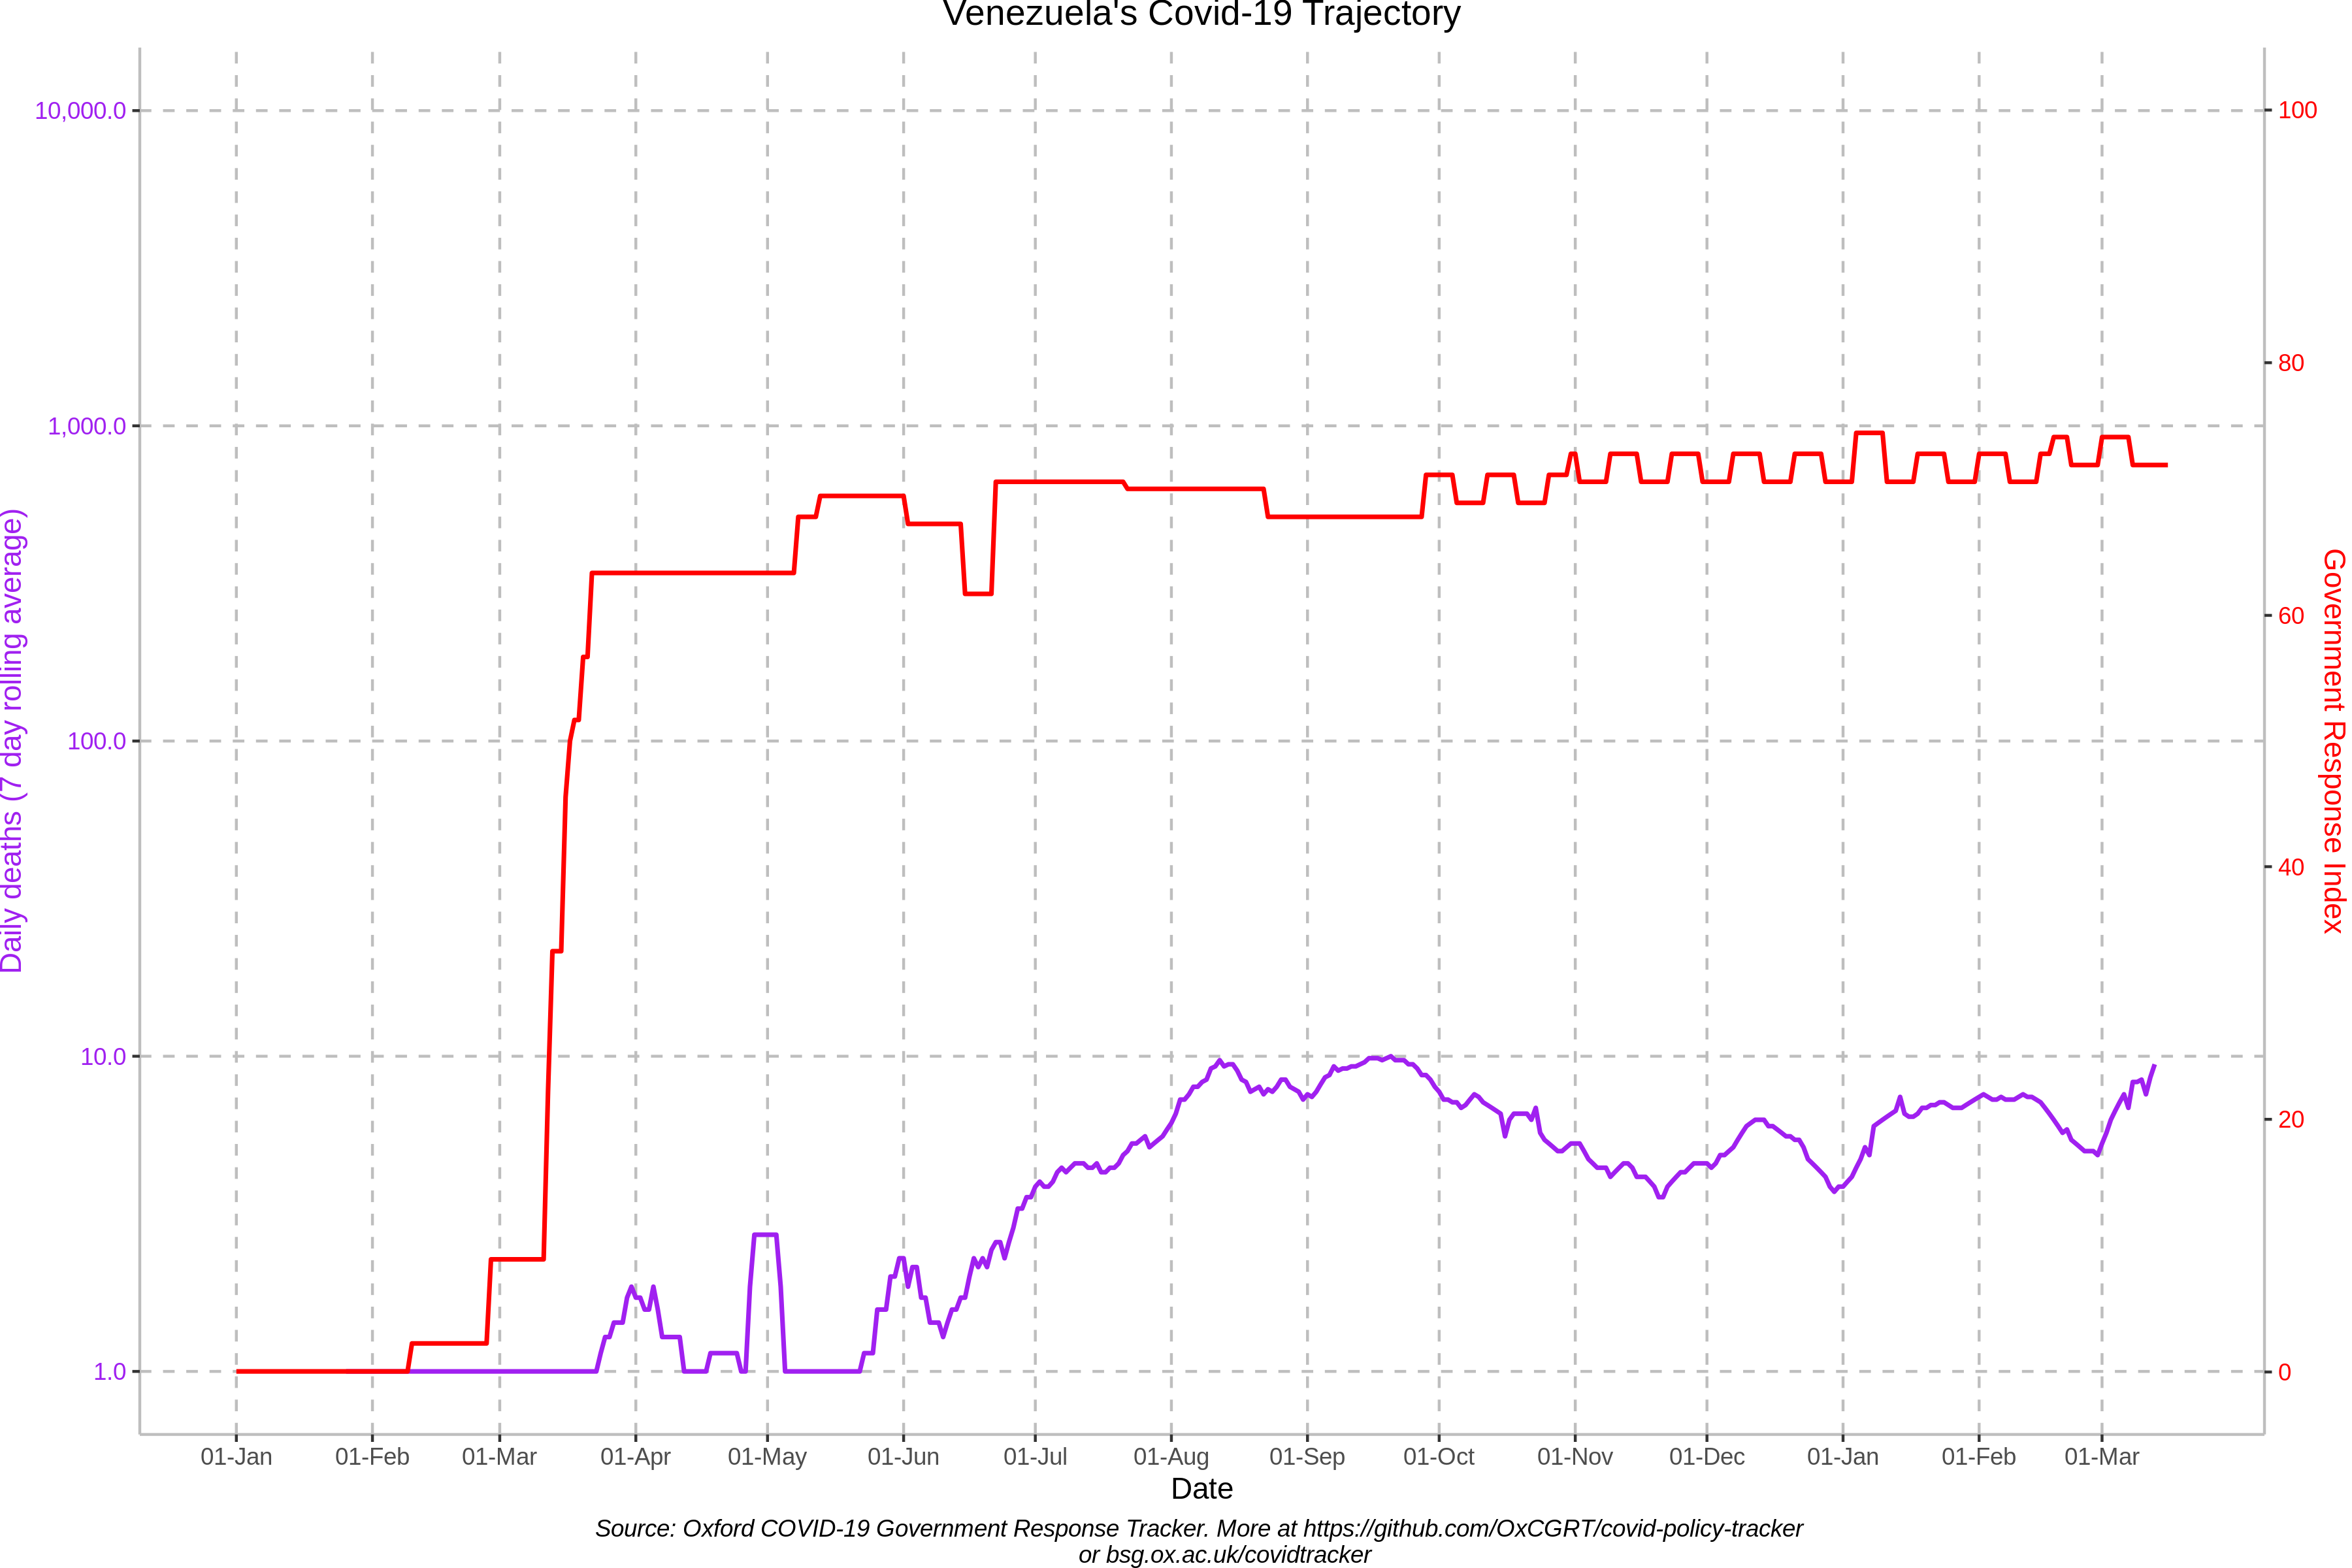 Venezuela's Covid-19 Trajectory
10,000.0
1,000.0
100.0
10.0
1.0
Daily deaths (7 day rolling average)
100
80
60
40
20
0
Government Response Index
01-Jan 01-Feb 01-Mar 01-Apr 01-May 01-Jun 01-Jul 01-Aug 01-Sep 01-Oct 01-Nov 01-Dec 01-Jan 01-Feb 01-Mar
Date
Source: Oxford COVID-19 Government Response Tracker. More at https://github.com/OxCGRT/covid-policy-tracker
or bsg.ox.ac.uk/covidtracker